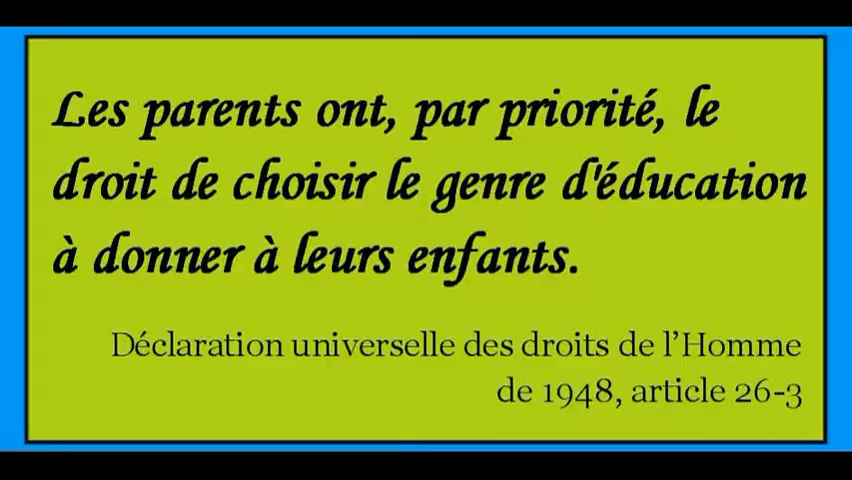 Les parents ont, par priorité, le
droit de choisir le genre d'éducation
à donner à leurs enfants.
Déclaration universelle des droits de l’Homme
de 1948, article 26-3